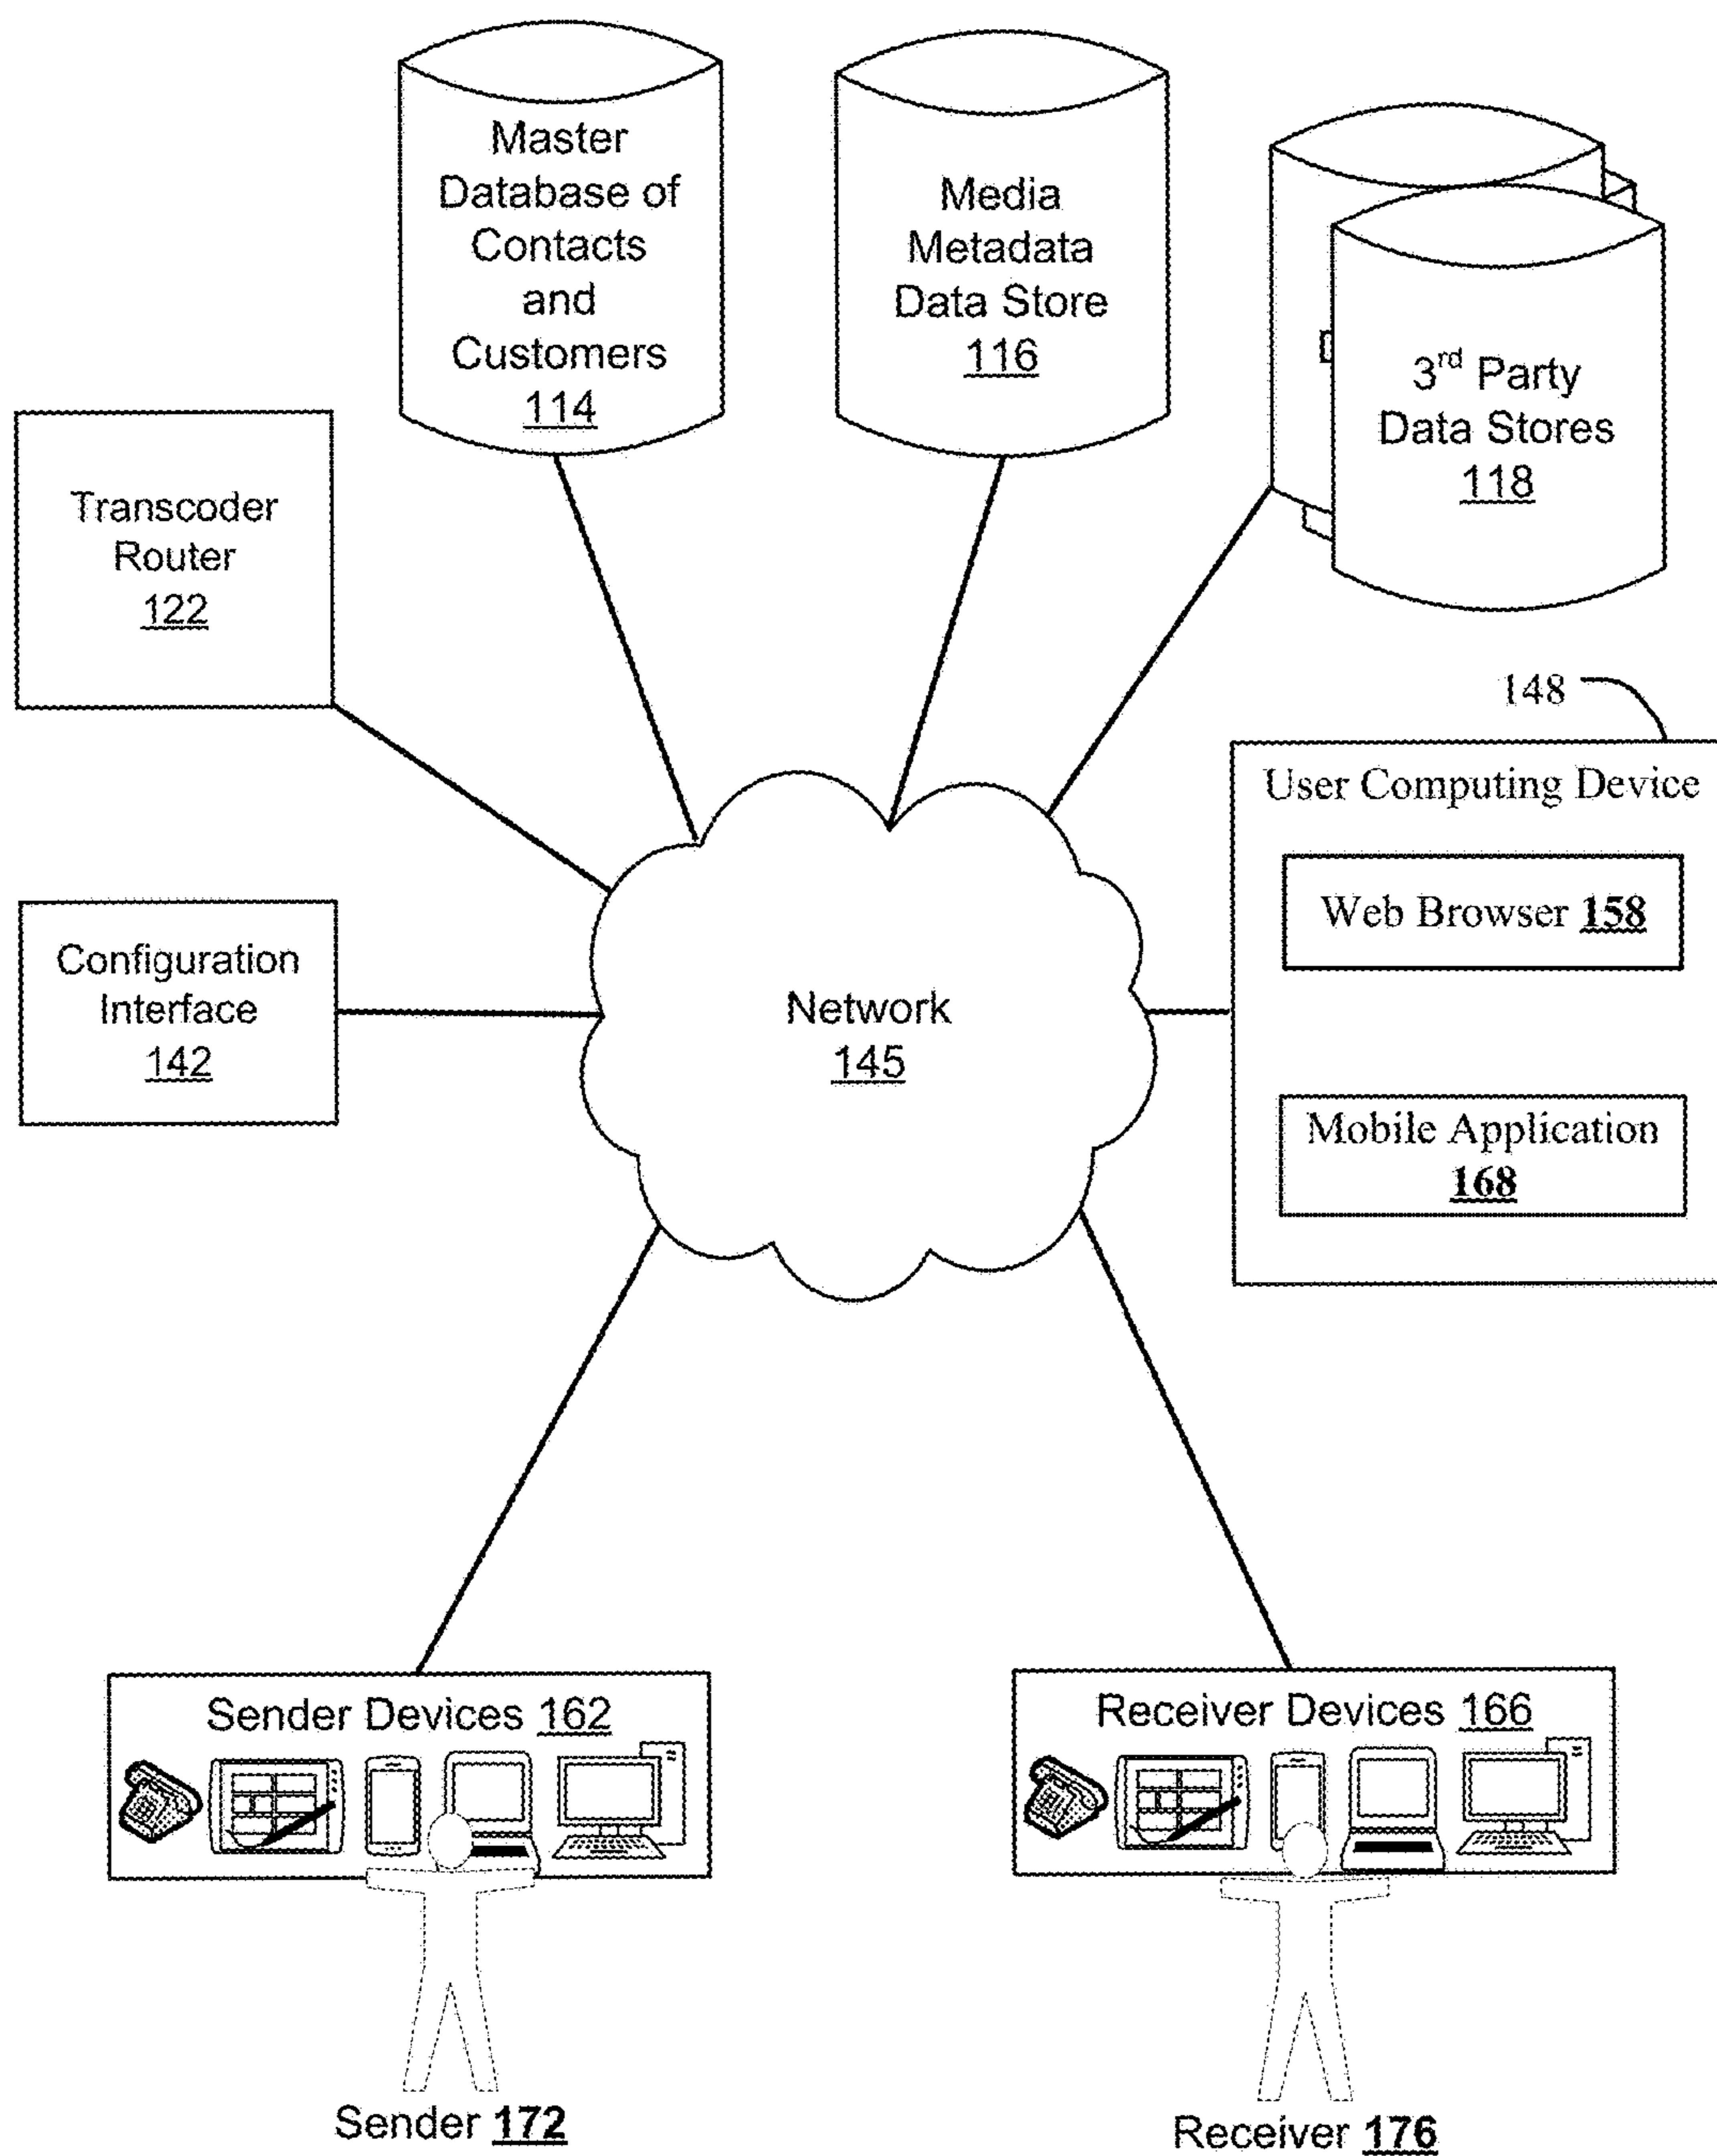 Master
Database of
Contacts
and
Customers
114
Media
Metadata
Data Store
116
3rd Party
Data Stores
118
Transcoder
Router
122
148
User Computing Device
Web Browser 158
Mobile Application
168
Configuration
Interface
142
Network
145
Sender Devices 162
Receiver Devices 166
Sender 172
Receiver 176